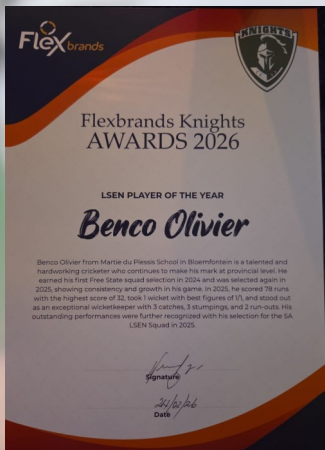 Flex brands
KNIGHTS
Flexbrands Knights
AWARDS 2026
LSEN PLAYER OF THE YEAR
Benco Olivier
Benco Olivier from Martie du Plessis School in Bloemfontein is a talented and
hardworking cricketer who continues to make his mark at provincial level. He
earned his first Free State squad selection in 2024 and was selected again in
2025, showing consistency and growth in his game. In 2025, he scored 78 runs
with the highest score of 32, took 1 wicket with best figures of 1/1, and stood out
as an exceptional wicketkeeper with 3 catches, 3 stumpings, and 2 run-outs. His
outstanding performances were further recognized with his selection for the SA
LSEN Squad in 2025.
Signature
24/02/26
Date